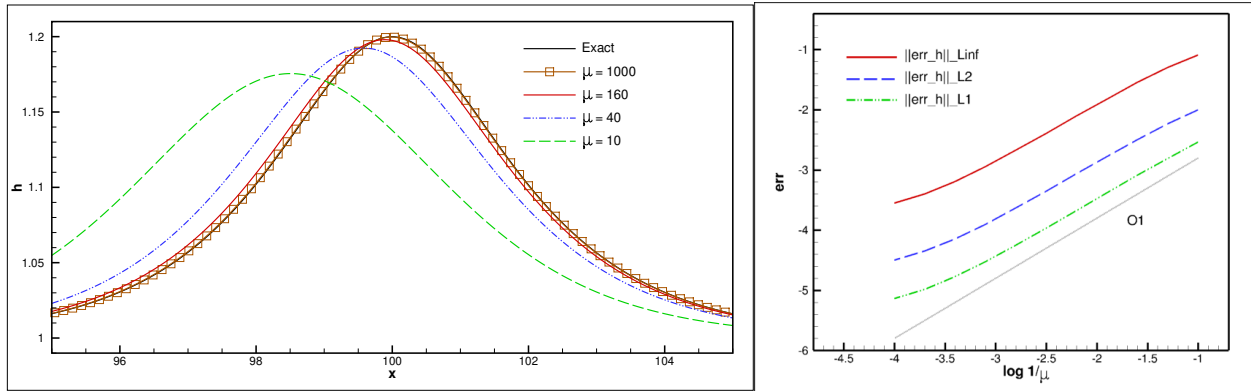 1.2
1.15
1.1
1.05
1
h
96
98
100
102
104
x
Exact
μ = 1000
μ = 160
μ = 40
μ = 10
-1
-2
-3
-4
-5
-6
err
-4.5
-4
-3.5
-3
-2.5
-2
-1.5
-1
log 1/μ
||err_h||_Linf
||err_h||_L2
||err_h||_L1
O1